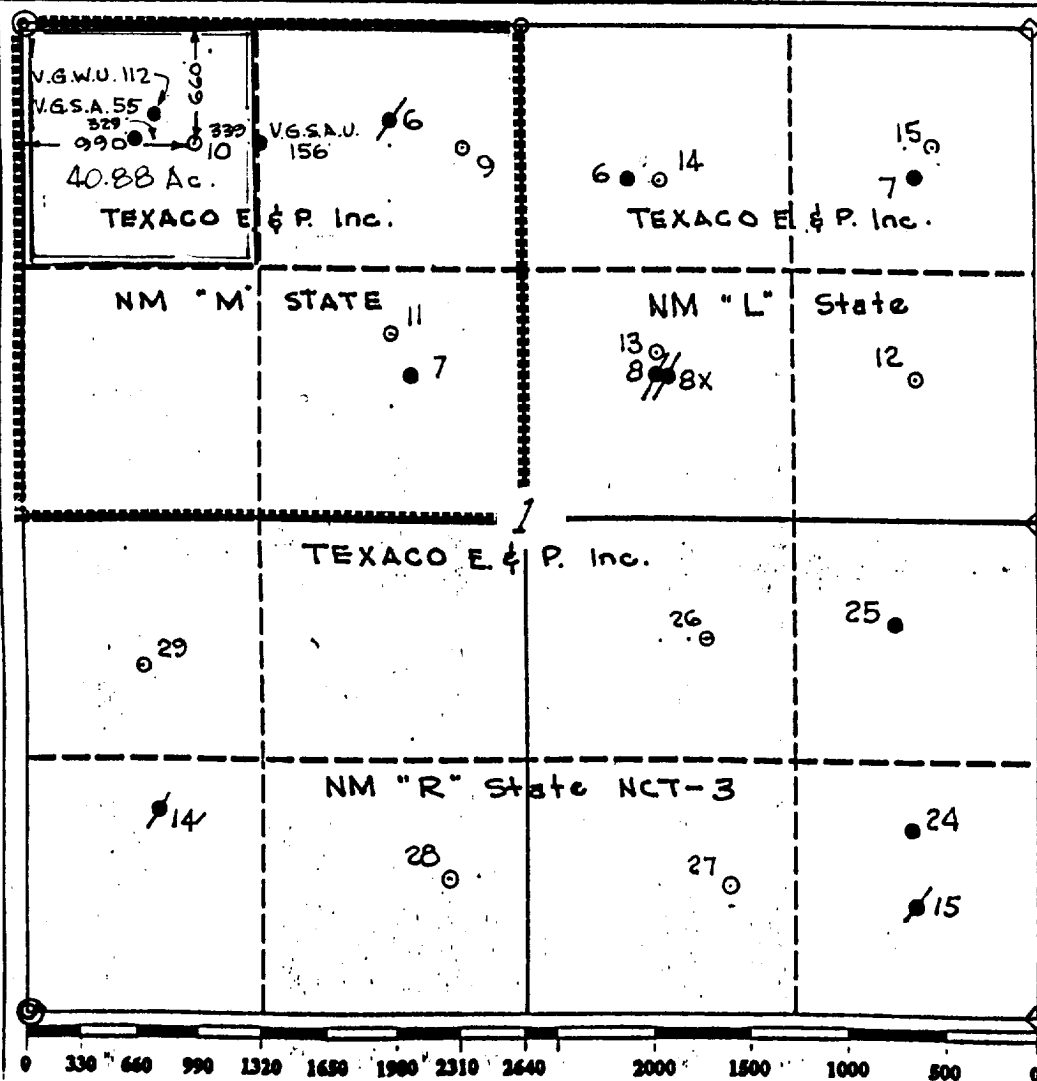 V.G.W.U. 112
660
V.G.S.A. 55
329
990
339
10
V.G.S.A.U.
156
6
9
40.88 Ac.
TEXACO E & P. Inc.
6
14
15
7
TEXACO E & P. Inc.
NM "M" STATE
NM "L" State
11
7
13
8
8X
12
1
TEXACO E. & P. Inc.
29
26
25
NM "R" State NCT-3
14
28
27
24
15
0 330 660 990 1320 1650 1980 2310 2640 2000 1500 1000 500 0